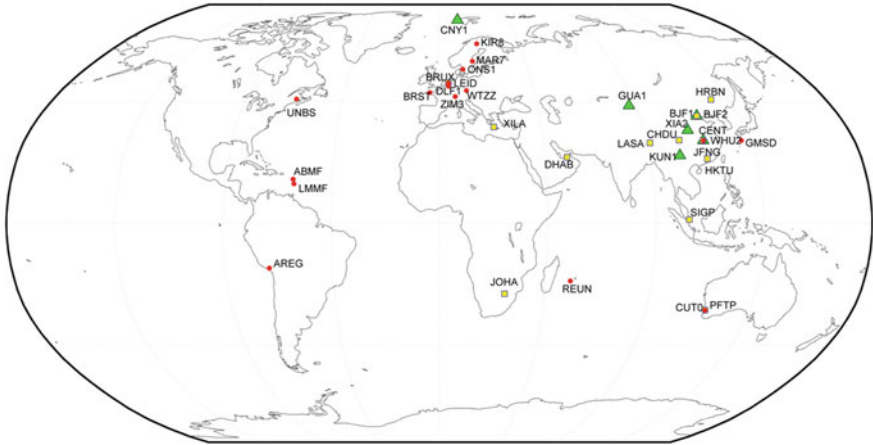 CNY1
KIR8
MAR7
ONS1
BRUX
LEID
DLF1
WTZZ
BRST
ZIM3
UNBS
XILA
GUA1
HRBN
BJF1
BJF2
XIA2
CENT
CHDU
WHU2
GMSD
LASA
JFNG
KUN1
HKTU
DHAB
ABMF
LMMF
SIGP
AREG
JOHA
REUN
CUT0
PFTP